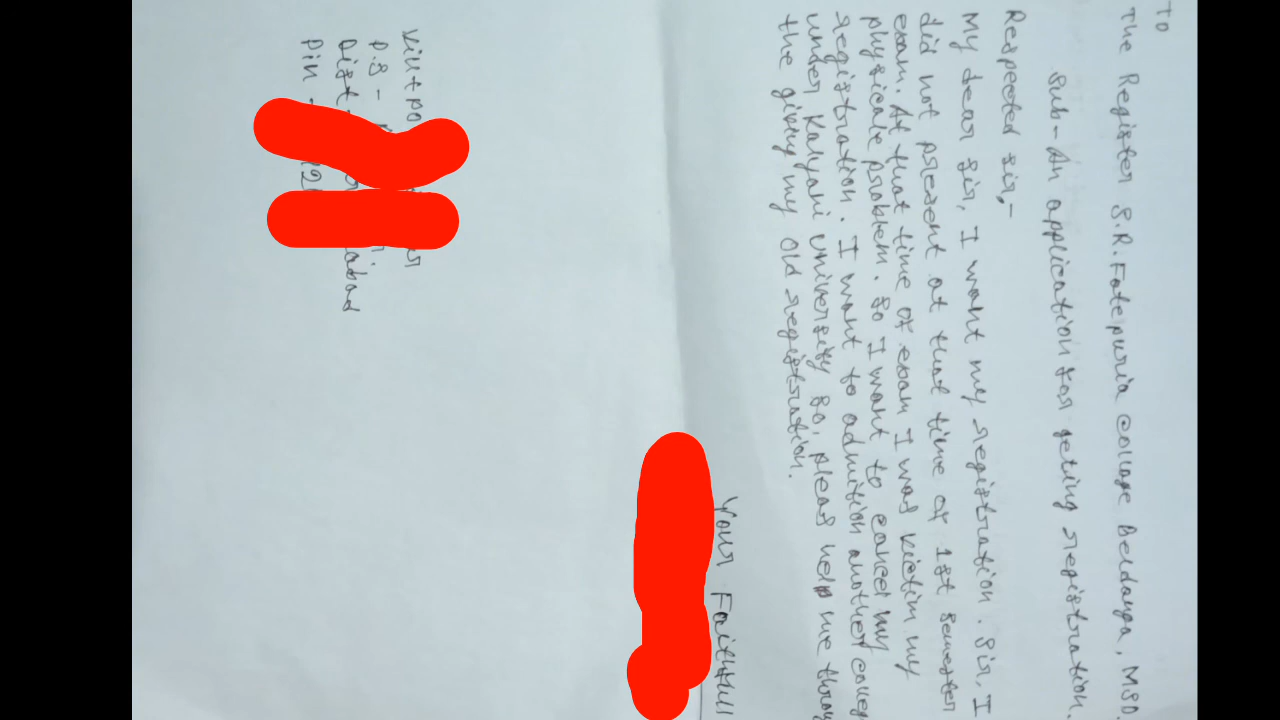 TO
The Register S.R. Fatepuria College Beldanga, MSD.
Sub- An application for geting registration.
Respected sir,-
My dear sir, I want my registration. Sir, I
did not present at that time of 1st semester
exam. At that time of exam I was victim my
physicale problem. So I want to cancel my
registration. I want to admition another colleg
under Kalyani University So, pleas help me throu
the giving my old registration.
Your Faithfull
P.S -
Dist-
Pin -